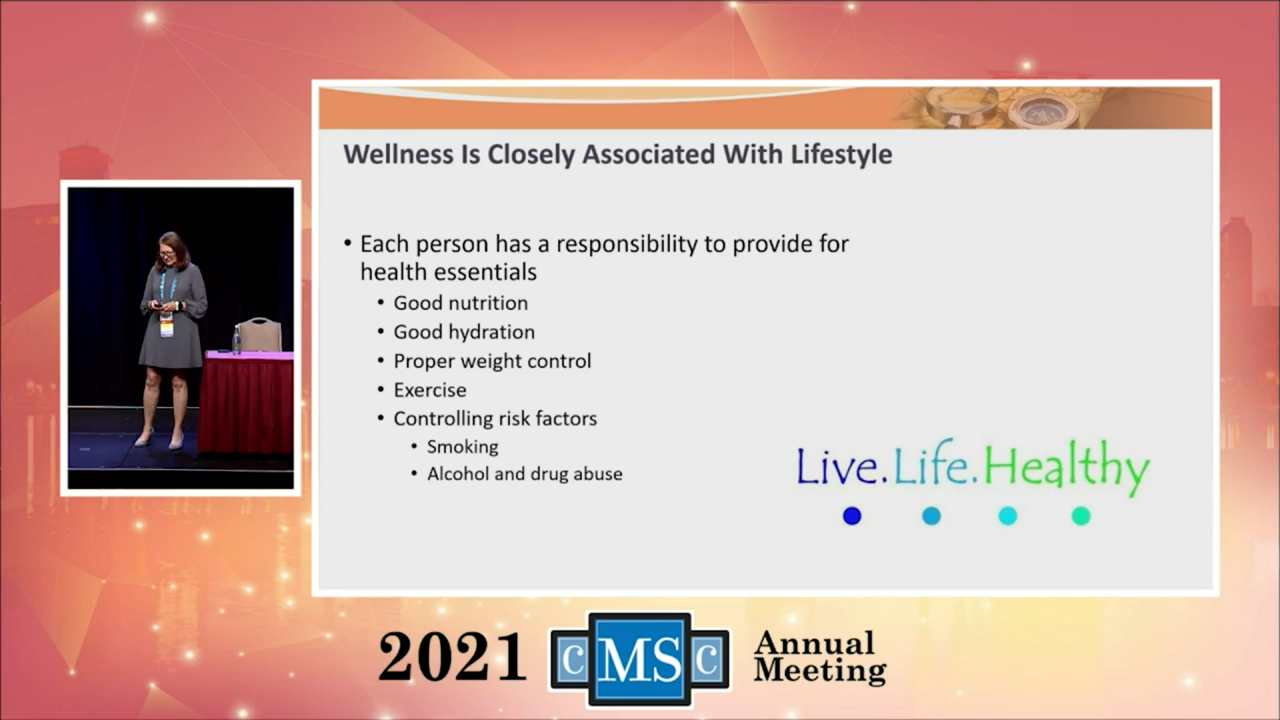 Wellness Is Closely Associated With Lifestyle
• Each person has a responsibility to provide for
health essentials
• Good nutrition
• Good hydration
• Proper weight control
• Exercise
• Controlling risk factors
• Smoking
• Alcohol and drug abuse
Live.Life.Healthy
2021 CMSC Annual
Meeting